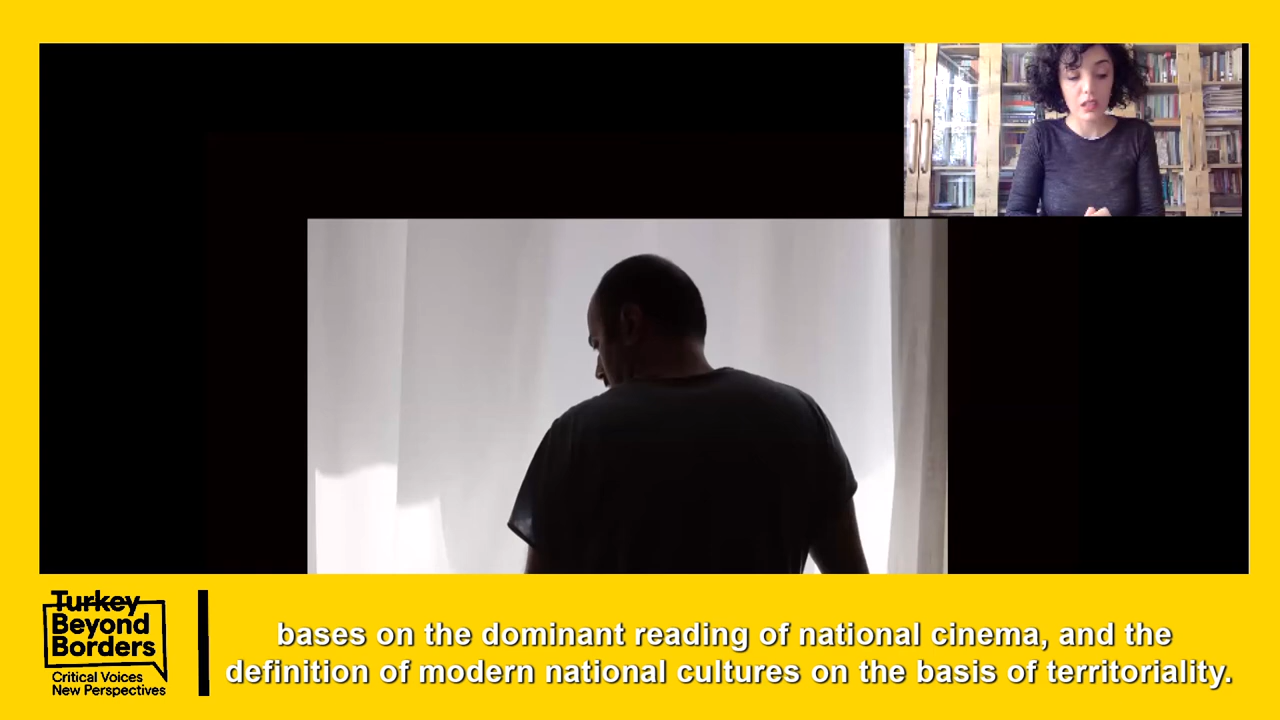 Turkey
Beyond
Borders
Critical Voices
New Perspectives
bases on the dominant reading of national cinema, and the
definition of modern national cultures on the basis of territoriality.